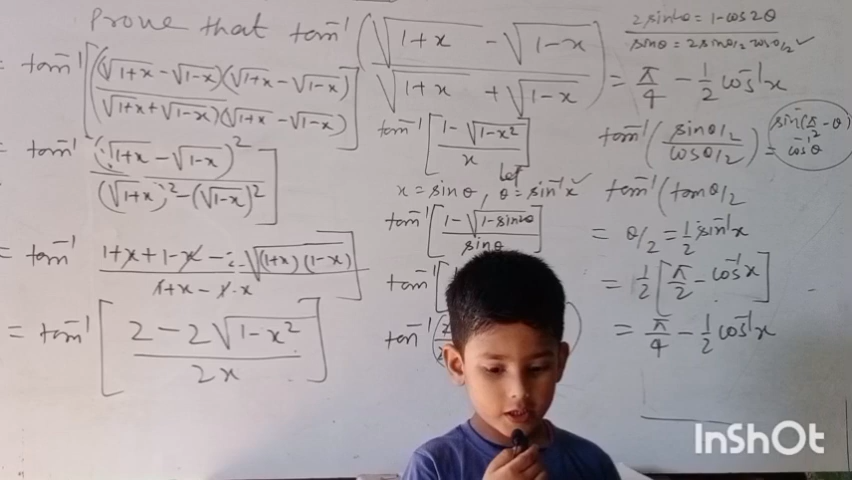 Prove that tan⁻¹ ( (√1+x - √1-x) / (√1+x + √1-x) ) = π/4 - 1/2 cos⁻¹x
= tan⁻¹ [ (√1+x - √1-x)(√1+x - √1-x) / (√1+x + √1-x)(√1+x - √1-x) ]
= tan⁻¹ [ (√1+x - √1-x)² / (√1+x)² - (√1-x)² ]
= tan⁻¹ [ 1+x+1-x - 2√(1+x)(1-x) / 1+x-1.x ]
= tan⁻¹ [ 2-2√1-x² / 2x ]
tan⁻¹ [ 1-√1-x² / x ]
Let
x = sinθ, θ = sin⁻¹x ✓
tan⁻¹ [ 1-√1-sin²θ / sinθ ]
tan⁻¹ [
tan⁻¹ (
2sin²θ = 1-cos2θ
sinθ = 2sinθ/2 cosθ/2 ✓
tan⁻¹ ( sinθ/2 / cosθ/2 ) =
sin⁻(π/2 - θ)
cos⁻¹θ
tan⁻¹ (tanθ/2
= θ/2 = 1/2 sin⁻¹x
= 1/2 [ π/2 - cos⁻¹x ]
= π/4 - 1/2 cos⁻¹x
InShOt